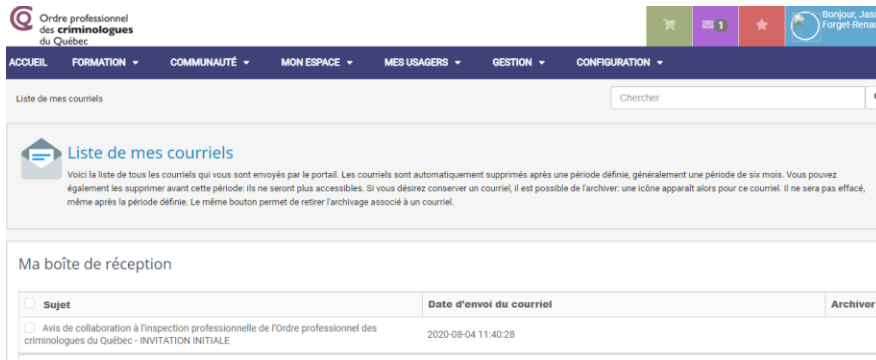 Ordre professionnel
des criminologues
du Québec
1
Bonjour,
ACCUEIL FORMATION COMMUNAUTÉ MON ESPACE MES USAGERS GESTION CONFIGURATION
Liste de mes courriels
Chercher
Liste de mes courriels
Voici la liste de tous les courriels qui vous sont envoyés par le portail. Les courriels sont automatiquement supprimés après une période définie, généralement une période de six mois. Vous pouvez
également les supprimer avant cette période: ils ne seront plus accessibles. Si vous désirez conserver un courriel, il est possible de l'archiver: une icône apparaît alors pour ce courriel. Il ne sera pas effacé,
même après la période définie. Le même bouton permet de retirer l'archivage associé à un courriel.
Ma boîte de réception
Sujet Date d'envoi du courriel Archiver
Avis de collaboration à l'inspection professionnelle de l'Ordre professionnel des
criminologues du Québec - INVITATION INITIALE
2020-08-04 11:40:28